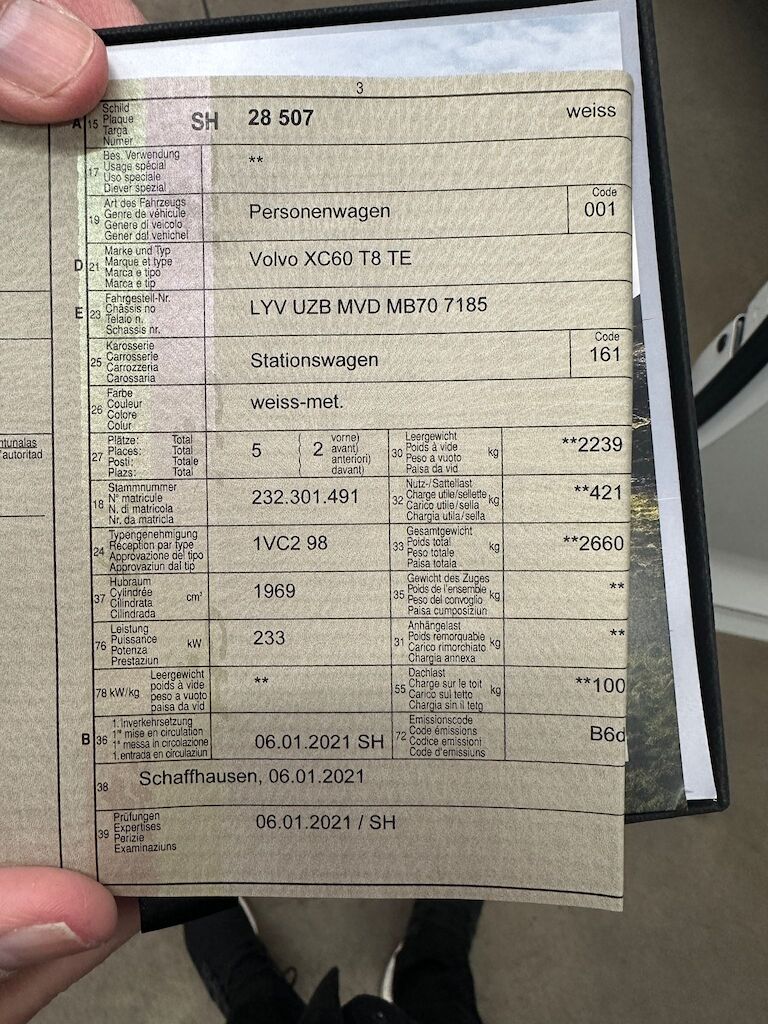 3
A 15 Schild Plaque Targa Numer SH 28 507 weiss
17 Bes. Verwendung Usage spécial Uso speciale Diever spezial **
19 Art des Fahrzeugs Genre de véhicule Genere di veicolo Gener dal vehichel Personenwagen Code 001
D 21 Marke und Typ Marque et type Marca e tipo Marca e tip Volvo XC60 T8 TE
E 23 Fahrgestell-Nr. Châssis no Telaio n. Schassis nr. LYV UZB MVD MB70 7185
25 Karosserie Carrosserie Carrozzeria Carossaria Stationswagen Code 161
26 Farbe Couleur Colore Colur weiss-met.
27 Plätze: Total Places: Total Posti: Totale Plazs: Total 5 ( 2 vorne) avant) anteriori) davant) 30 Leergewicht Poids à vide Peso a vuoto Paisa da vid kg **2239
18 Stammnummer N° matricule N. di matricola Nr. da matricla 232.301.491 32 Nutz-/Sattellast Charge utile/sellette Carico utile/sella Chargia utila/sella kg **421
24 Typengenehmigung Réception par type Approvazione del tipo Approvaziun dal tip 1VC2 98 33 Gesamtgewicht Poids total Peso totale Paisa totala kg **2660
37 Hubraum Cylindrée Cilindrata Cilindrada cm³ 1969 35 Gewicht des Zuges Poids de l'ensemble Peso del convoglio Paisa cumposiziun kg **
76 Leistung Puissance Potenza Prestaziun kW 233 31 Anhängelast Poids remorquable Carico rimorchiato Chargia annexa kg **
78 kW/kg Leergewicht poids à vide peso a vuoto paisa da vid ** 55 Dachlast Charge sur le toit Carico sul tetto Chargia sin il tetg kg **100
B 36 1. Inverkehrsetzung 1re mise en circulation 1a messa in circolazione 1. entrada en circulaziun 06.01.2021 SH 72 Emissionscode Code émissions Codice emissioni Code d'emissiuns B6d
38 Schaffhausen, 06.01.2021
39 Prüfungen Expertises Perizie Examinaziuns 06.01.2021 / SH